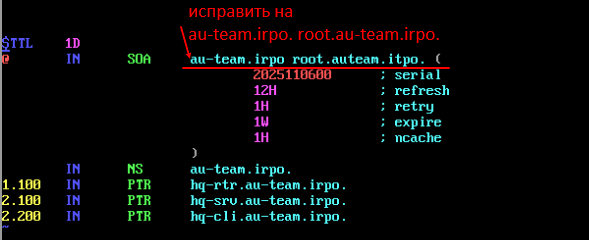 исправить на
au-team.irpo. root.au-team.irpo.
$TTL 1D
@ IN SOA au-team.irpo root.auteam.itpo. (
2025110600 ; serial
12H ; refresh
1H ; retry
1W ; expire
1H ; ncache
)
IN NS au-team.irpo.
1.100 IN PTR hq-rtr.au-team.irpo.
2.100 IN PTR hq-srv.au-team.irpo.
2.200 IN PTR hq-cli.au-team.irpo.
~